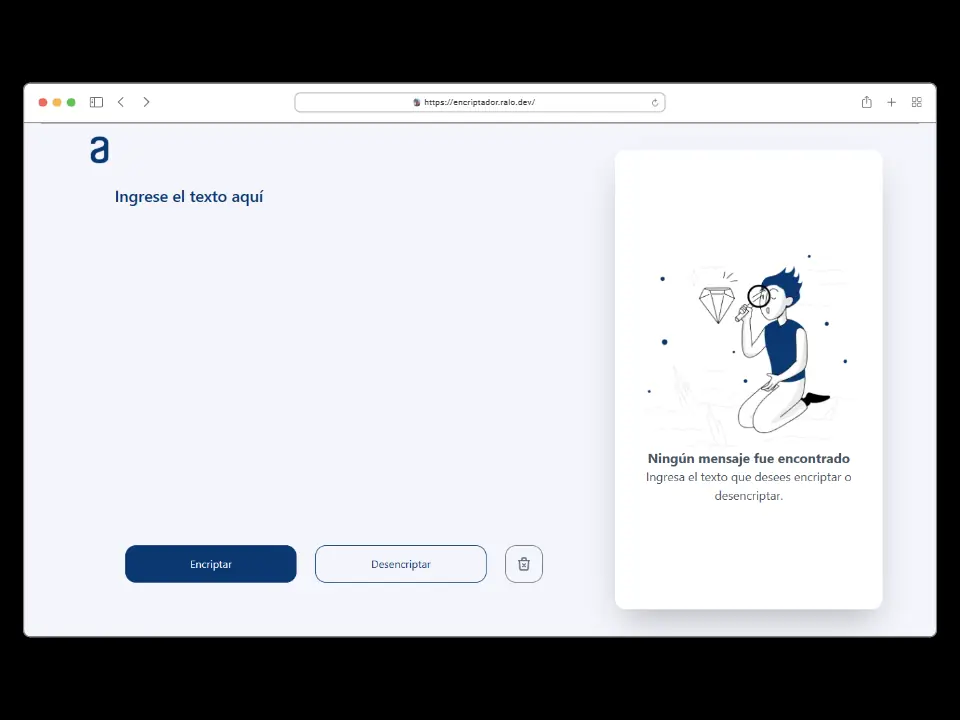 https://encriptador.ralo.dev/
a
Ingrese el texto aquí
Ningún mensaje fue encontrado
Ingresa el texto que desees encriptar o
desencriptar.
Encriptar
Desencriptar